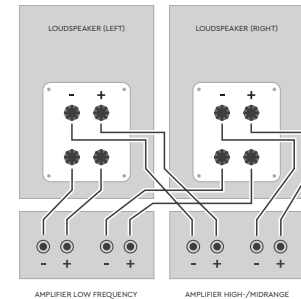 LOUDSPEAKER (LEFT) LOUDSPEAKER (RIGHT)
- + - +
- + - + - + - +
AMPLIFIER LOW FREQUENCY AMPLIFIER HIGH-/MIDRANGE